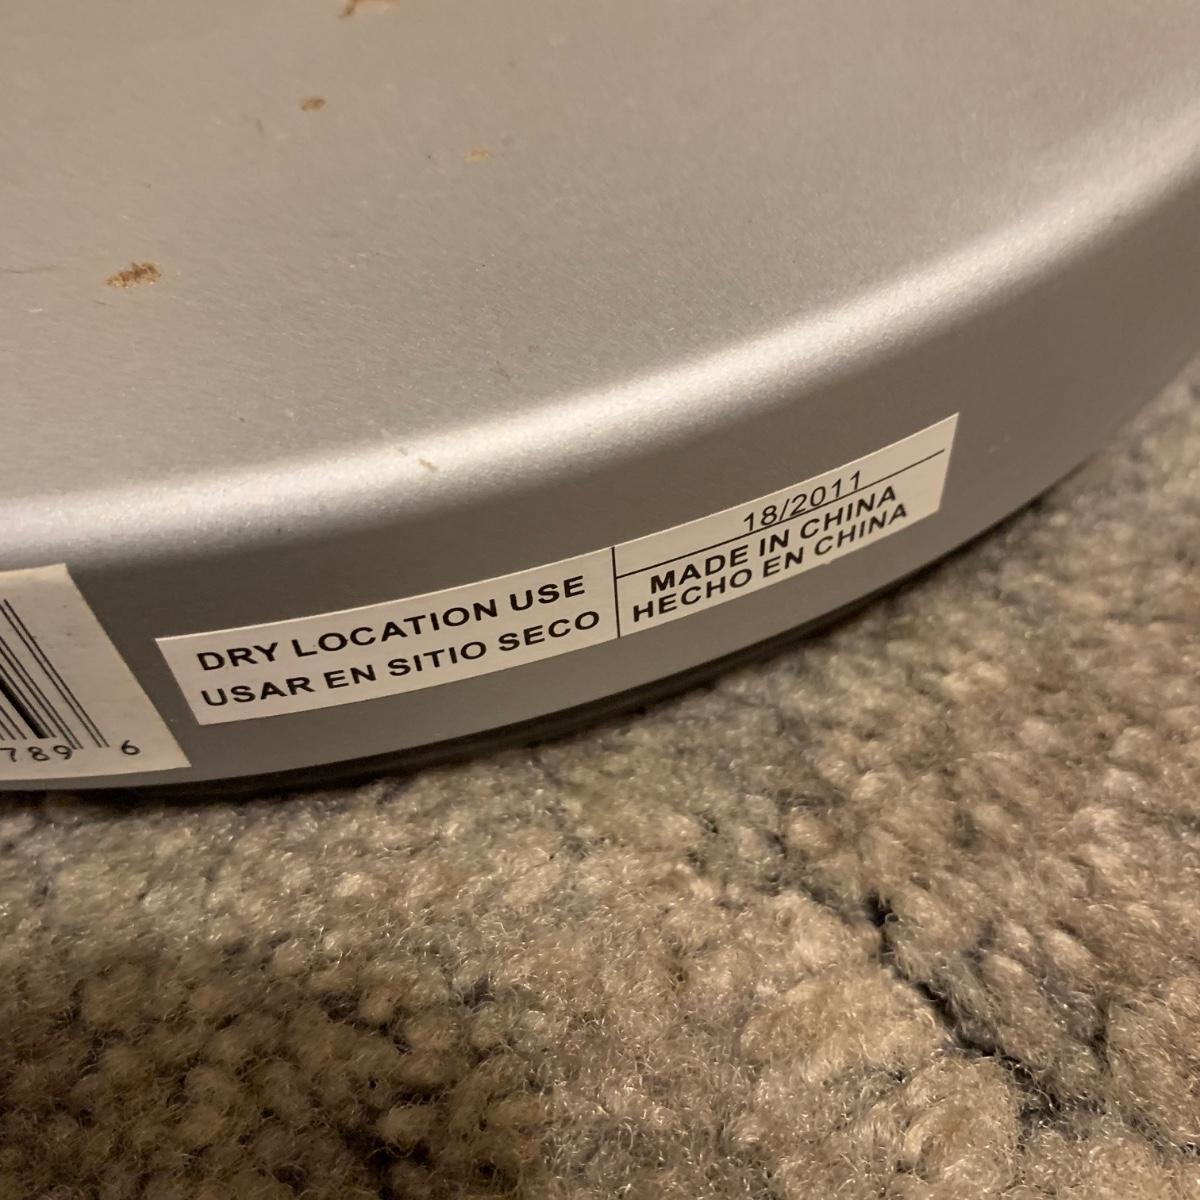 DRY LOCATION USE
USAR EN SITIO SECO
18/2011
MADE IN CHINA
HECHO EN CHINA
789 6